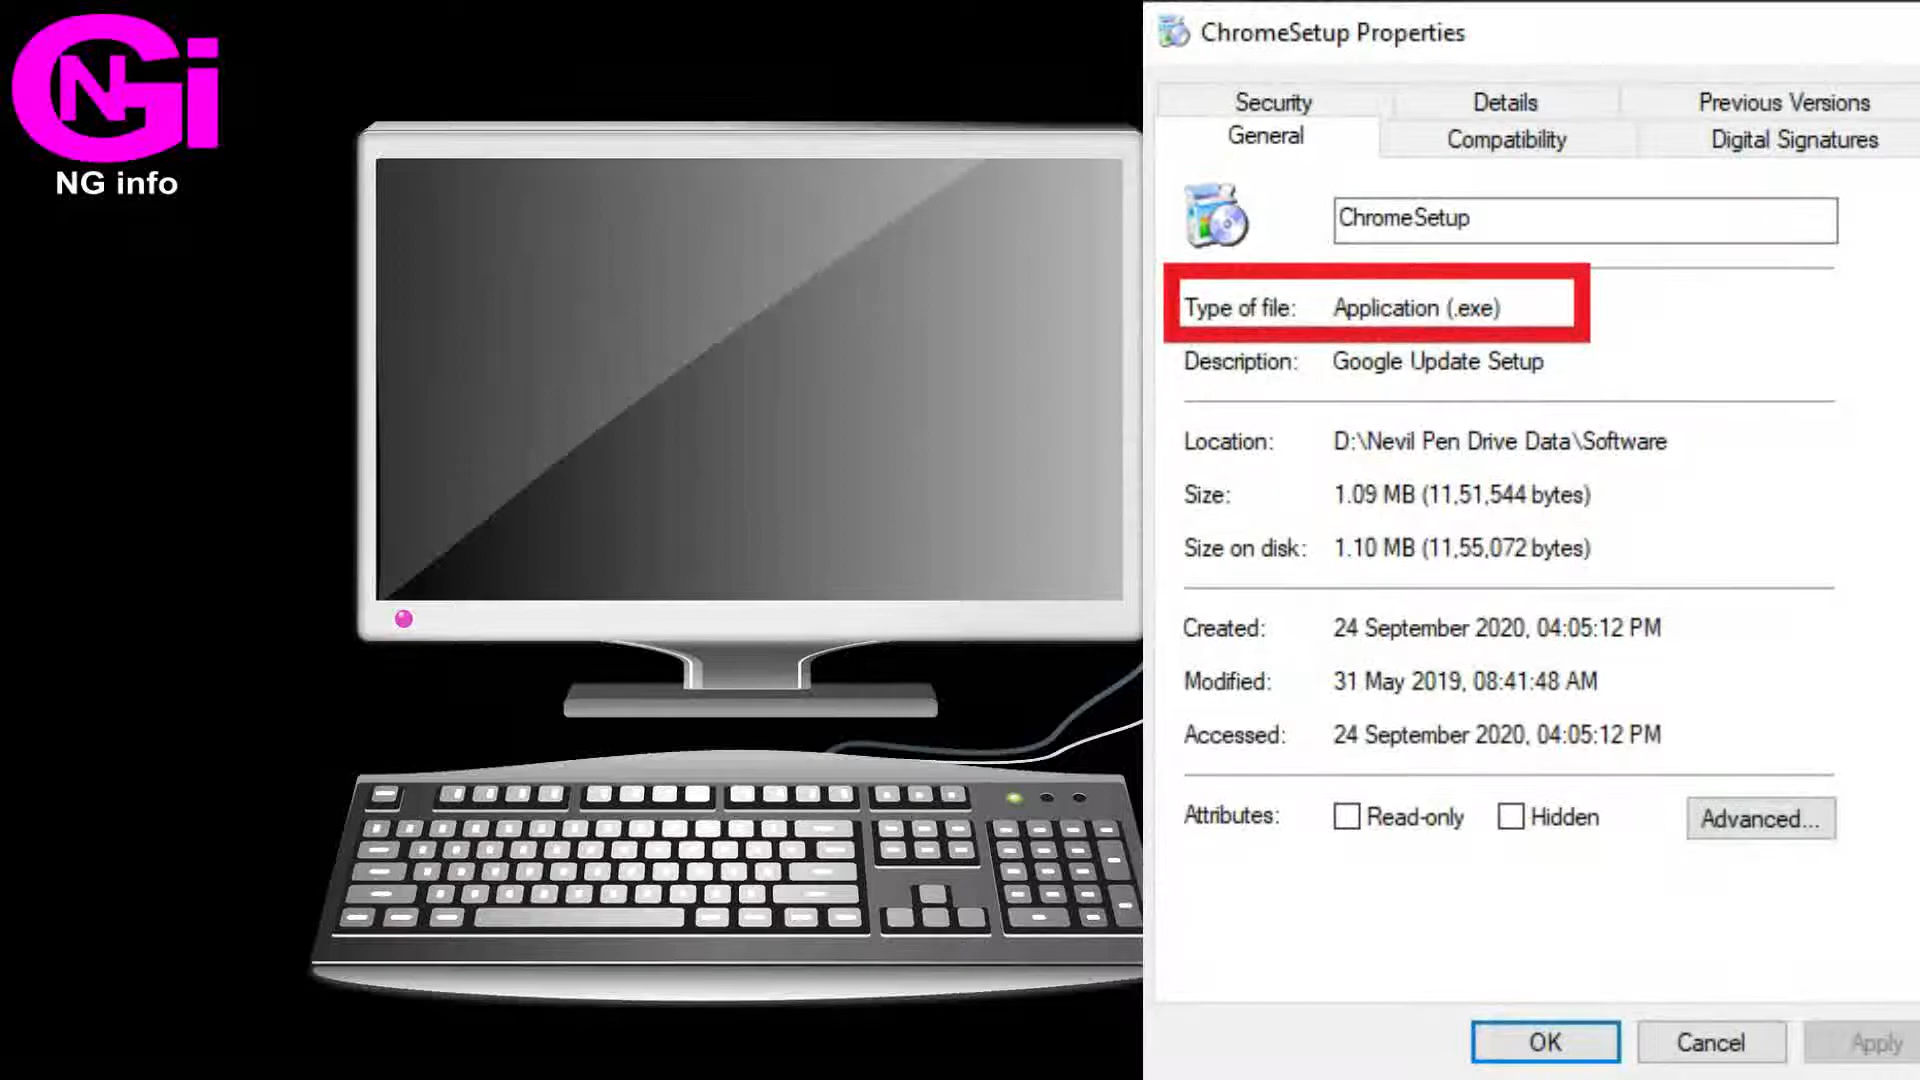 NGi
NG info
ChromeSetup Properties
Security Details Previous Versions
General Compatibility Digital Signatures
ChromeSetup
Type of file: Application (.exe)
Description: Google Update Setup
Location: D:\Nevil Pen Drive Data\Software
Size: 1.09 MB (11,51,544 bytes)
Size on disk: 1.10 MB (11,55,072 bytes)
Created: 24 September 2020, 04:05:12 PM
Modified: 31 May 2019, 08:41:48 AM
Accessed: 24 September 2020, 04:05:12 PM
Attributes: Read-only Hidden Advanced...
OK Cancel Apply